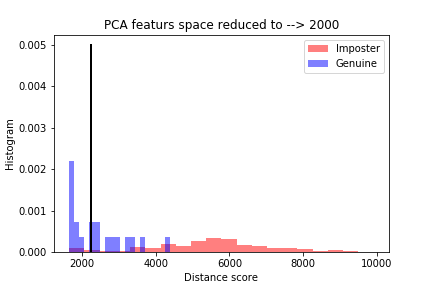 PCA featurs space reduced to --> 2000
Imposter
Genuine
Histogram
0.005
0.004
0.003
0.002
0.001
0.000
2000 4000 6000 8000 10000
Distance score